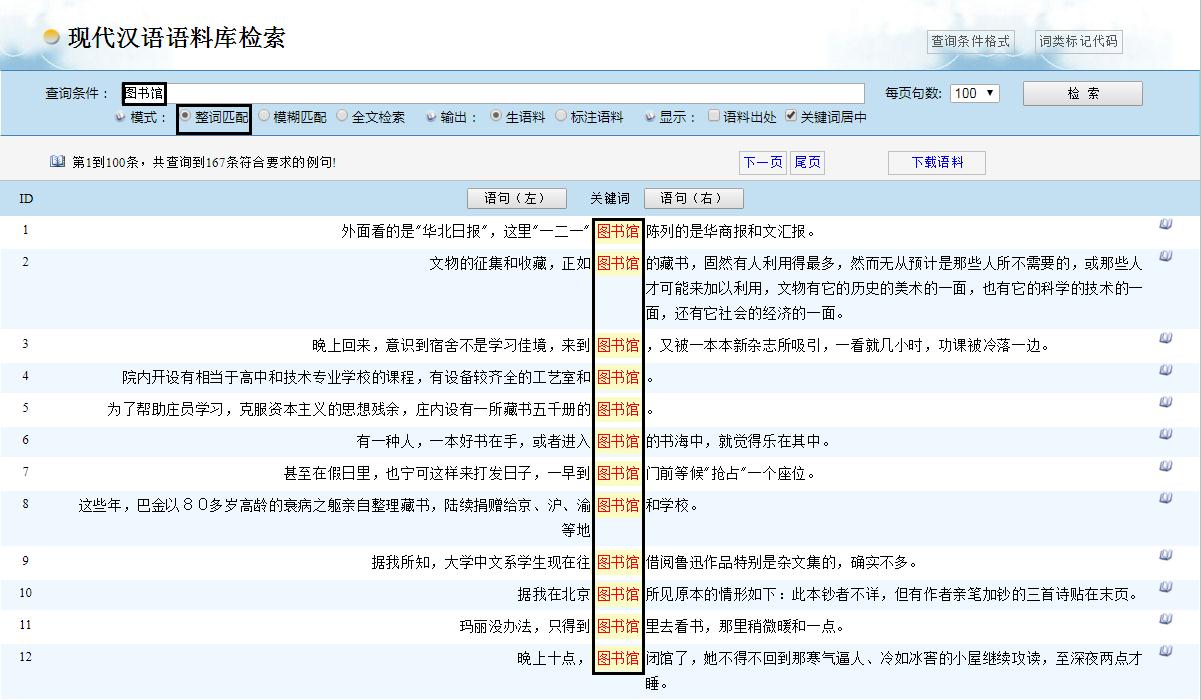 现代汉语语料库检索
查询条件格式 词类标记代码
查询条件： 图书馆 每页句数: 100 检 索
模式： 整词匹配 模糊匹配 全文检索 输出： 生语料 标注语料 显示： 语料出处 关键词居中
第1到100条，共查询到167条符合要求的例句! 下一页 尾页 下载语料
ID 语句（左） 关键词 语句（右）
1 外面看的是"华北日报"，这里"一二一" 图书馆 陈列的是华商报和文汇报。
2 文物的征集和收藏，正如 图书馆 的藏书，固然有人利用得最多，然而无从预计是那些人所不需要的，或那些人
才可能来加以利用，文物有它的历史的美术的一面，也有它的科学的技术的一
面，还有它社会的经济的一面。
3 晚上回来，意识到宿舍不是学习佳境，来到 图书馆 ，又被一本本新杂志所吸引，一看就几小时，功课被冷落一边。
4 院内开设有相当于高中和技术专业学校的课程，有设备较齐全的工艺室和 图书馆 。
5 为了帮助庄员学习，克服资本主义的思想残余，庄内设有一所藏书五千册的 图书馆 。
6 有一种人，一本好书在手，或者进入 图书馆 的书海中，就觉得乐在其中。
7 甚至在假日里，也宁可这样来打发日子，一早到 图书馆 门前等候"抢占"一个座位。
8 这些年，巴金以８０多岁高龄的衰病之躯亲自整理藏书，陆续捐赠给京、沪、渝 图书馆 和学校。
等地
9 据我所知，大学中文系学生现在往 图书馆 借阅鲁迅作品特别是杂文集的，确实不多。
10 据我在北京 图书馆 所见原本的情形如下：此本钞者不详，但有作者亲笔加钞的三首诗贴在末页。
11 玛丽没办法，只得到 图书馆 里去看书，那里稍微暖和一点。
12 晚上十点， 图书馆 闭馆了，她不得不回到那寒气逼人、冷如冰窖的小屋继续攻读，至深夜两点才
睡。